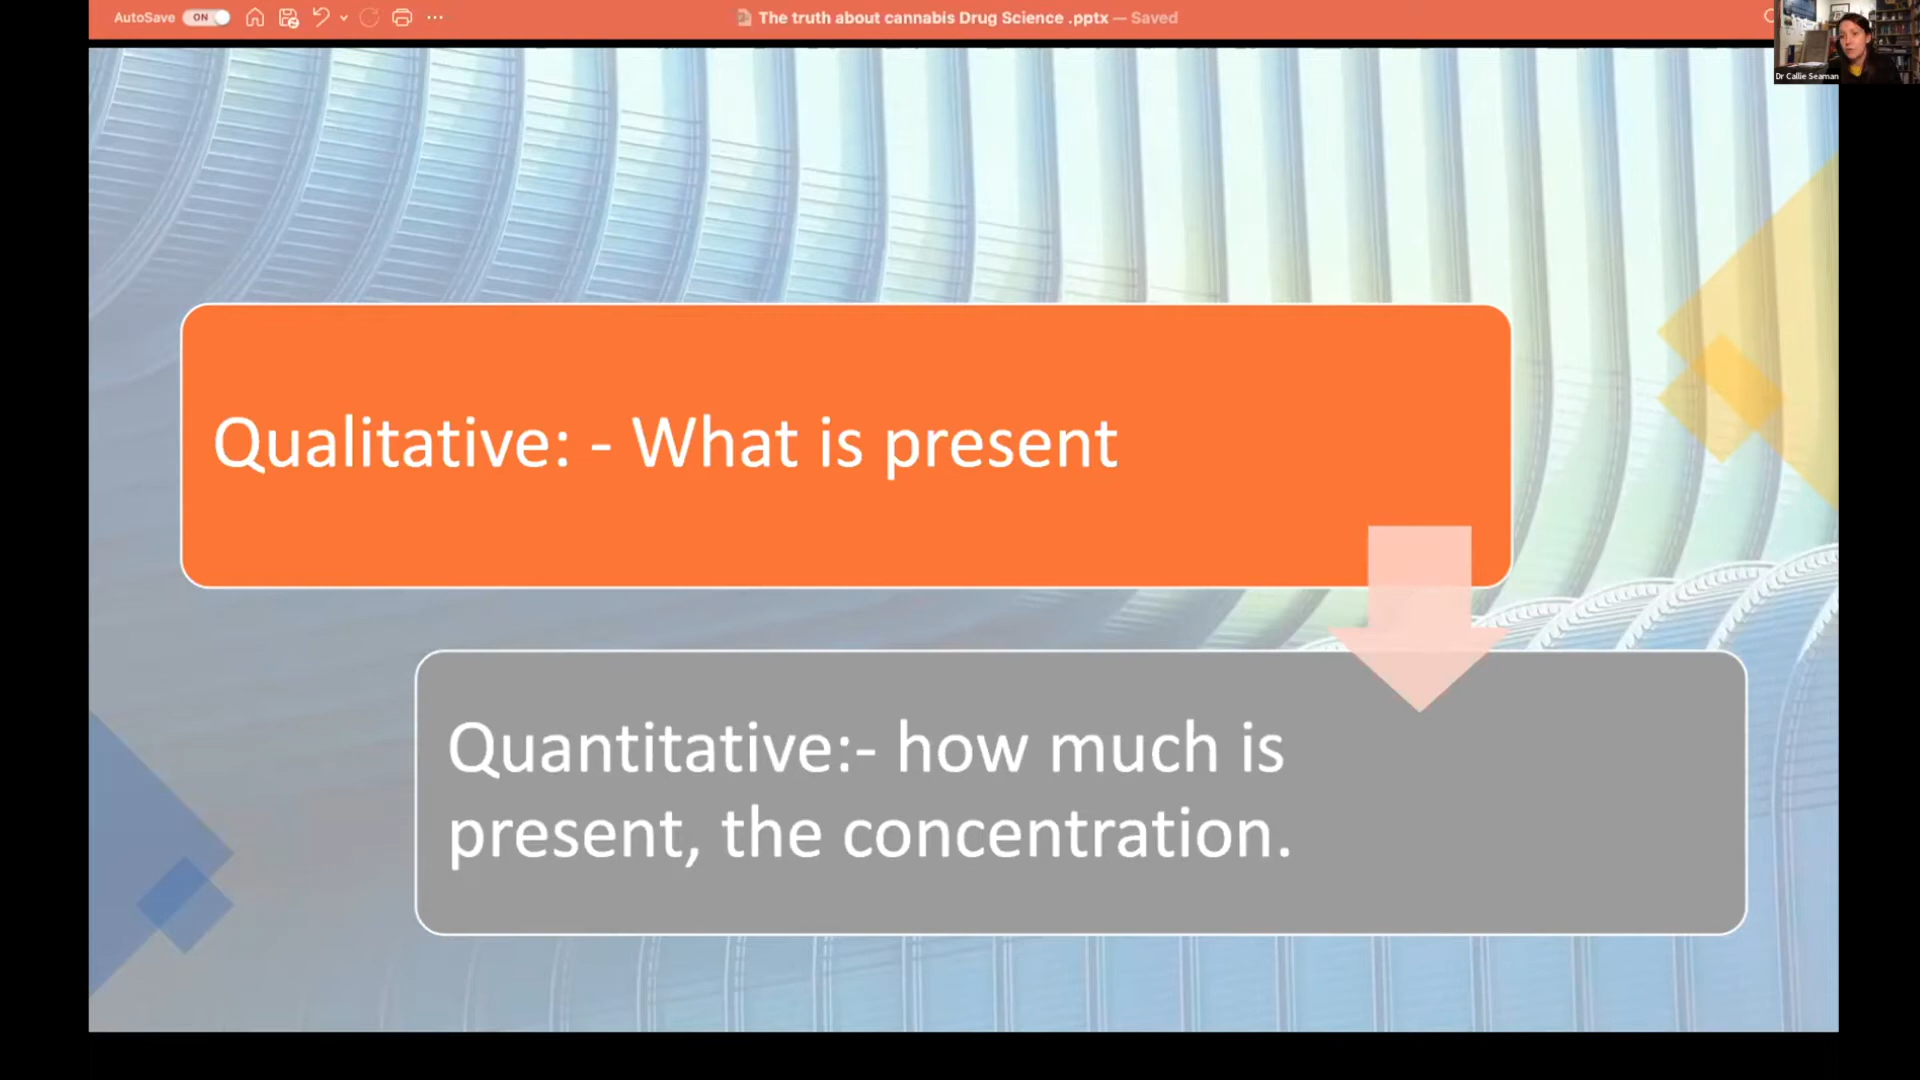 AutoSave ON
The truth about cannabis Drug Science .pptx — Saved
Dr Callie Seaman
Qualitative: - What is present
Quantitative:- how much is
present, the concentration.